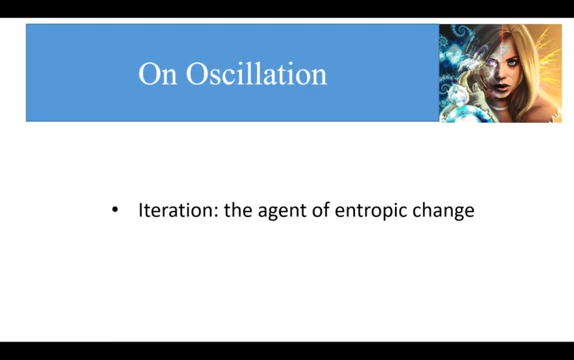 On Oscillation
• Iteration: the agent of entropic change